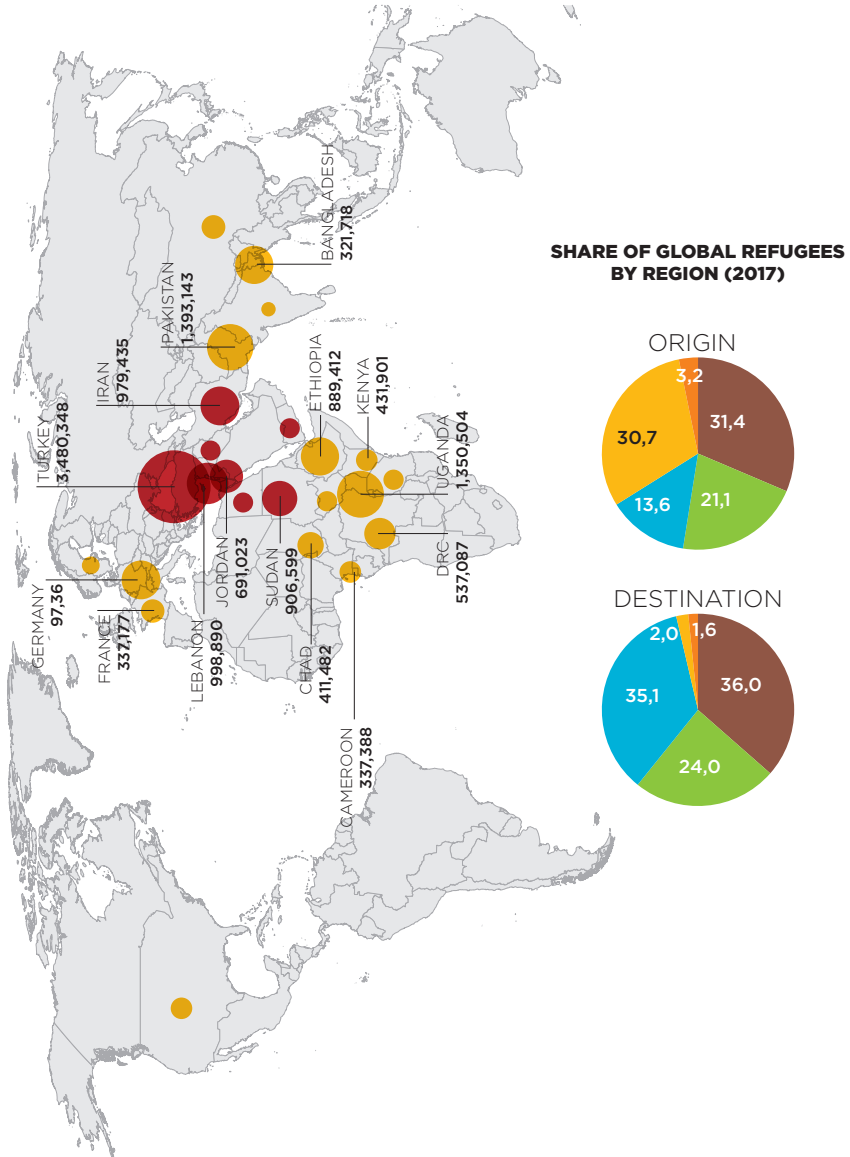 BANGLADESH
321,718
PAKISTAN
1,393,143
IRAN
979,435
TURKEY
3,480,348
ETHIOPIA
889,412
KENYA
431,901
UGANDA
1,350,504
DRC
537,087
JORDAN
691,023
SUDAN
906,599
GERMANY
97,36
FRANCE
337,177
LEBANON
998,890
CHAD
411,482
CAMEROON
337,388
SHARE OF GLOBAL REFUGEES
BY REGION (2017)
ORIGIN
3,2
31,4
30,7
21,1
13,6
DESTINATION
2,0
1,6
36,0
35,1
24,0